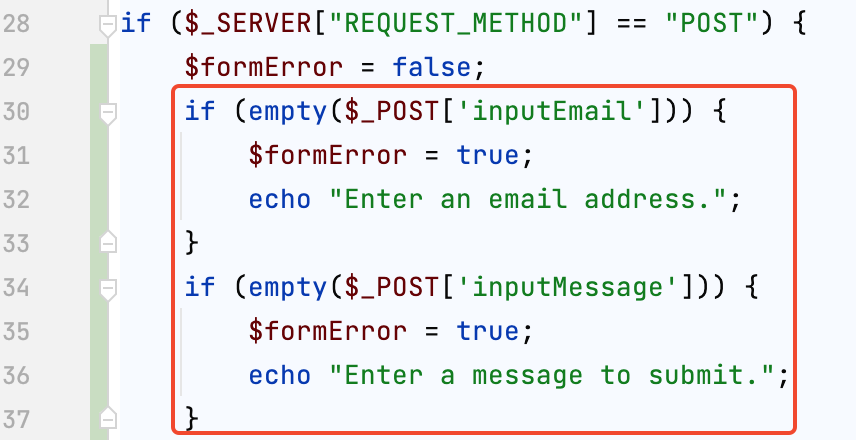 28 if ($_SERVER["REQUEST_METHOD"] == "POST") {
29     $formError = false;
30     if (empty($_POST['inputEmail'])) {
31         $formError = true;
32         echo "Enter an email address.";
33     }
34     if (empty($_POST['inputMessage'])) {
35         $formError = true;
36         echo "Enter a message to submit.";
37     }